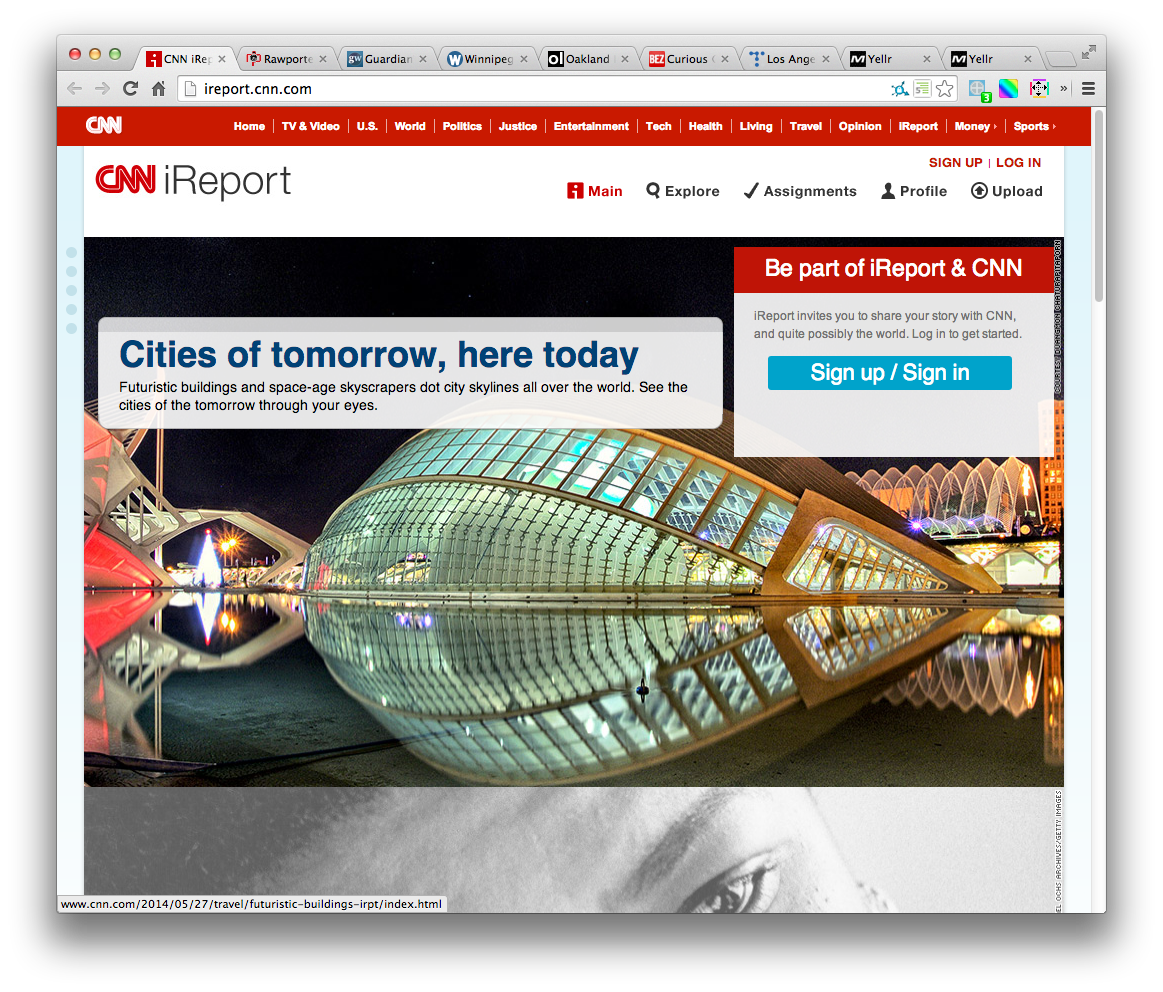 CNN iRep
Rawporte
gw Guardian
W Winnipeg
Oakland
BEZ Curious
Los Ange
Yellr
Yellr
ireport.cnn.com
3
CNN
Home
TV & Video
U.S.
World
Politics
Justice
Entertainment
Tech
Health
Living
Travel
Opinion
iReport
Money
Sports
CNN iReport
SIGN UP | LOG IN
Main
Explore
Assignments
Profile
Upload
Be part of iReport & CNN
iReport invites you to share your story with CNN,
and quite possibly the world. Log in to get started.
Sign up / Sign in
Cities of tomorrow, here today
Futuristic buildings and space-age skyscrapers dot city skylines all over the world. See the
cities of the tomorrow through your eyes.
OCHS ARCHIVES/GETTY IMAGES
www.cnn.com/2014/05/27/travel/futuristic-buildings-irpt/index.html